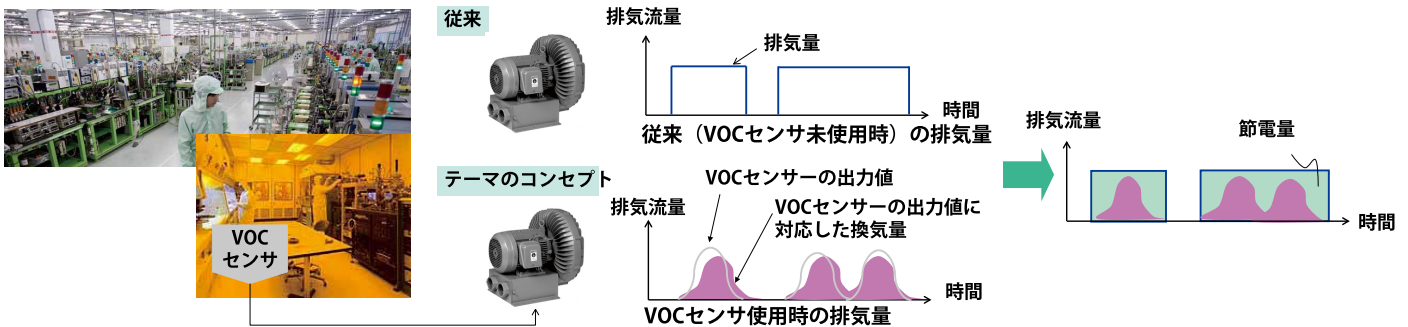 従来
排気流量
排気量
時間
従来（VOCセンサ未使用時）の排気量
テーマのコンセプト
VOCセンサーの出力値
排気流量
VOCセンサーの出力値に
対応した換気量
時間
VOCセンサ使用時の排気量
VOC
センサ
排気流量
節電量
時間